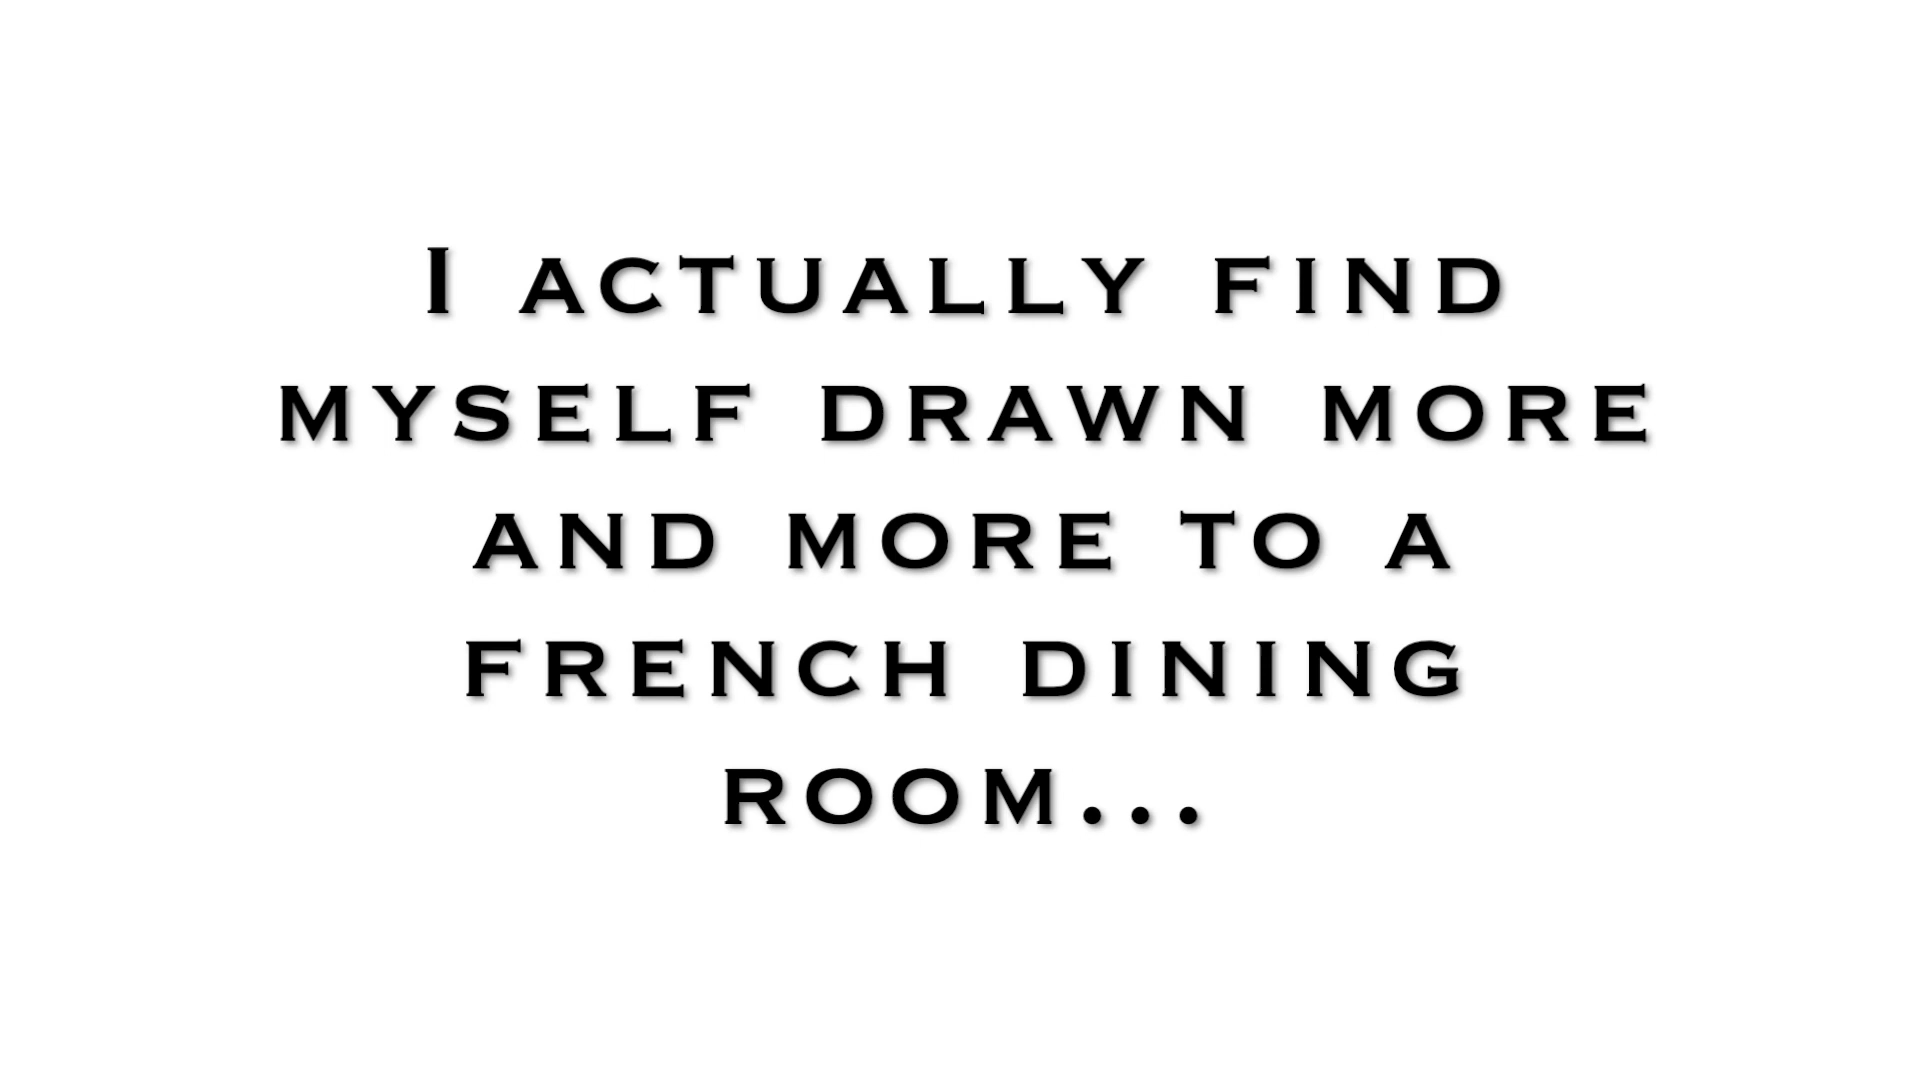 I ACTUALLY FIND
MYSELF DRAWN MORE
AND MORE TO A
FRENCH DINING
ROOM...